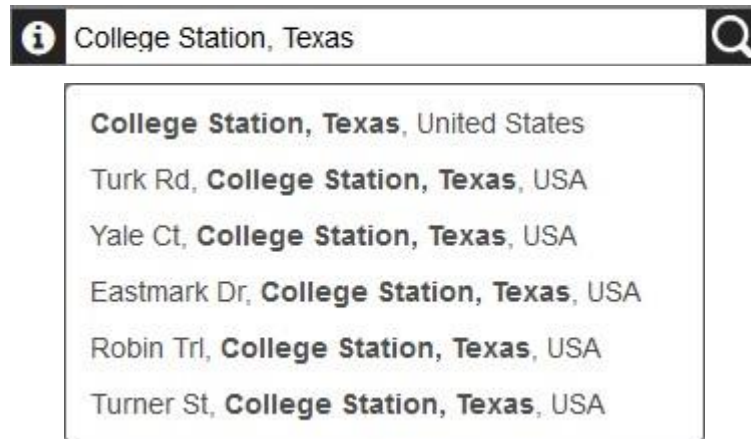 College Station, Texas
College Station, Texas, United States
Turk Rd, College Station, Texas, USA
Yale Ct, College Station, Texas, USA
Eastmark Dr, College Station, Texas, USA
Robin Trl, College Station, Texas, USA
Turner St, College Station, Texas, USA